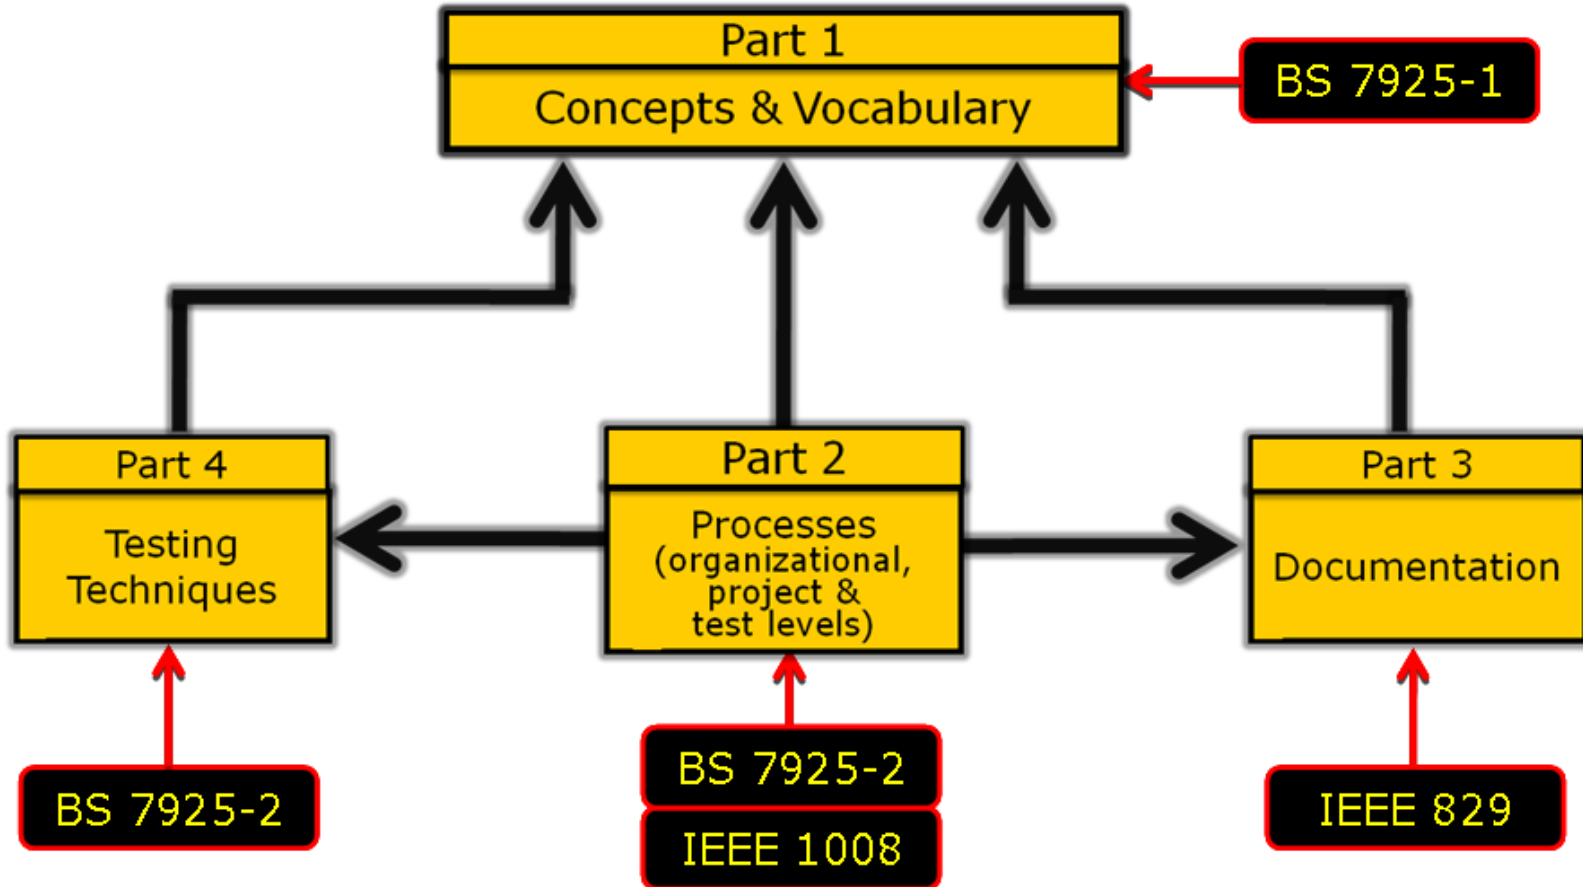 Part 1
Concepts & Vocabulary
BS 7925-1
Part 4
Testing
Techniques
Part 2
Processes
(organizational,
project &
test levels)
Part 3
Documentation
BS 7925-2
BS 7925-2
IEEE 1008
IEEE 829